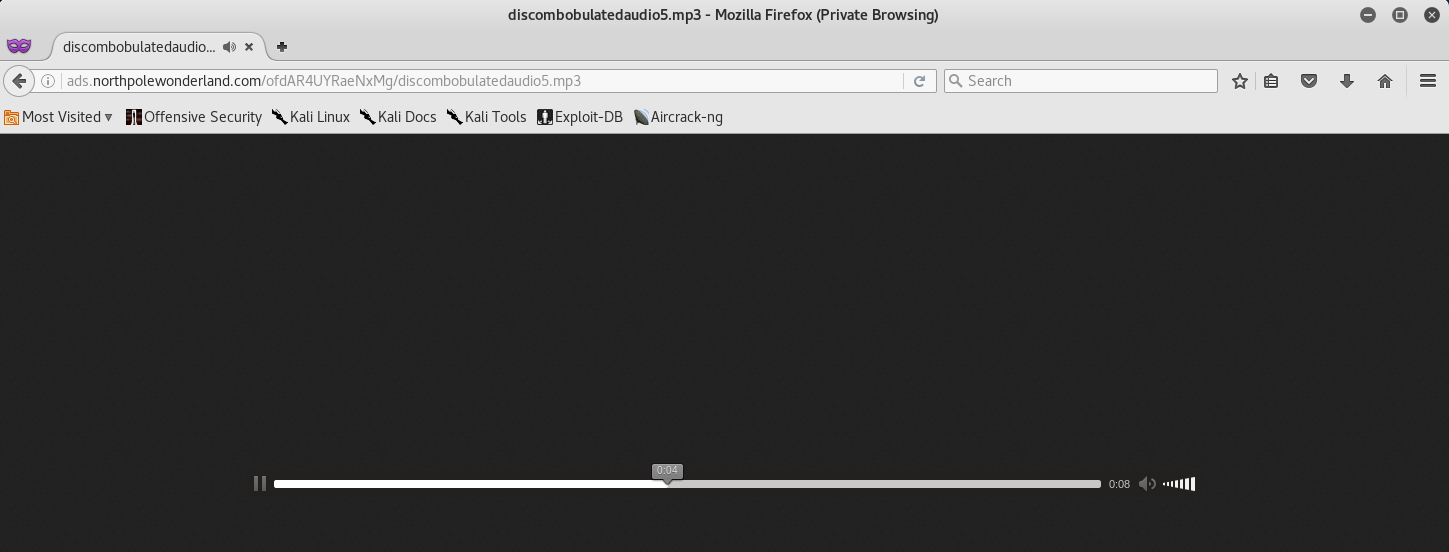 discombobulatedaudio5.mp3 - Mozilla Firefox (Private Browsing)
discombobulatedaudio...
ads.northpolewonderland.com/ofdAR4UYRaeNxMg/discombobulatedaudio5.mp3
Search
Most Visited
Offensive Security
Kali Linux
Kali Docs
Kali Tools
Exploit-DB
Aircrack-ng
0:04
0:08